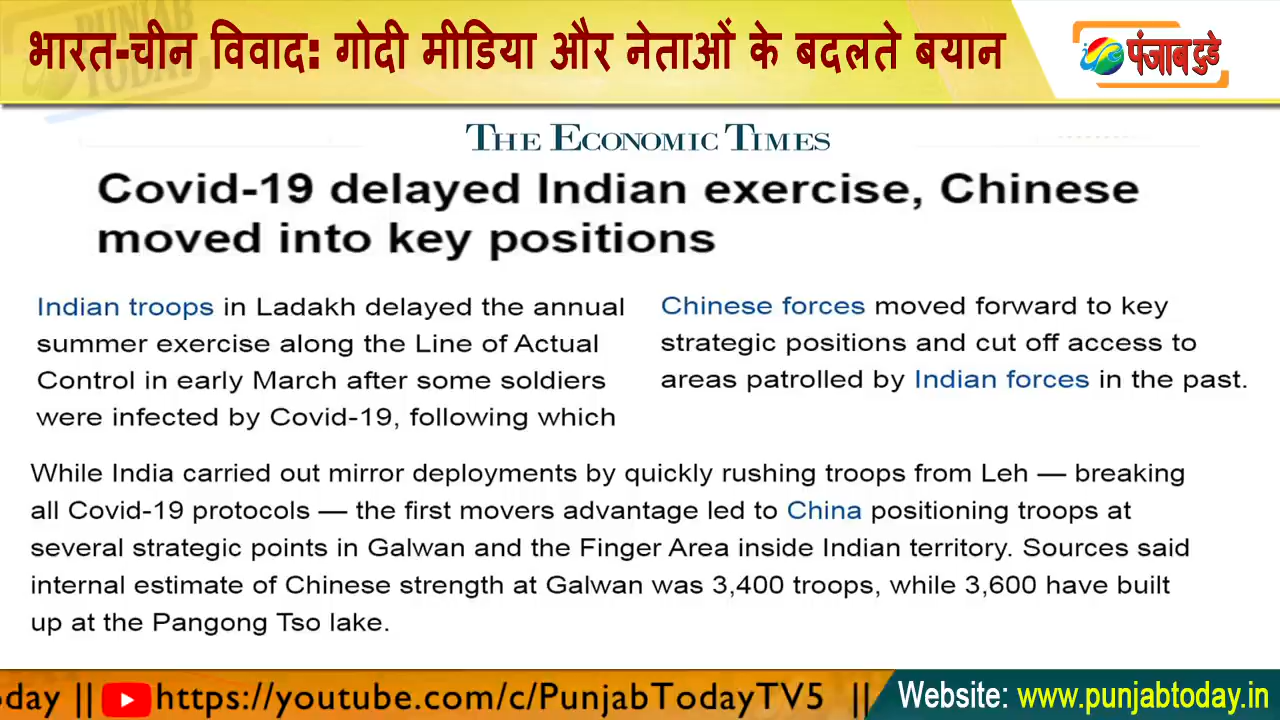 भारत-चीन विवाद: गोदी मीडिया और नेताओं के बदलते बयान
पंजाब टुडे
THE ECONOMIC TIMES
Covid-19 delayed Indian exercise, Chinese
moved into key positions
Indian troops in Ladakh delayed the annual
summer exercise along the Line of Actual
Control in early March after some soldiers
were infected by Covid-19, following which
Chinese forces moved forward to key
strategic positions and cut off access to
areas patrolled by Indian forces in the past.
While India carried out mirror deployments by quickly rushing troops from Leh — breaking
all Covid-19 protocols — the first movers advantage led to China positioning troops at
several strategic points in Galwan and the Finger Area inside Indian territory. Sources said
internal estimate of Chinese strength at Galwan was 3,400 troops, while 3,600 have built
up at the Pangong Tso lake.
day || https://youtube.com/c/PunjabTodayTV5 ||
Website: www.punjabtoday.in